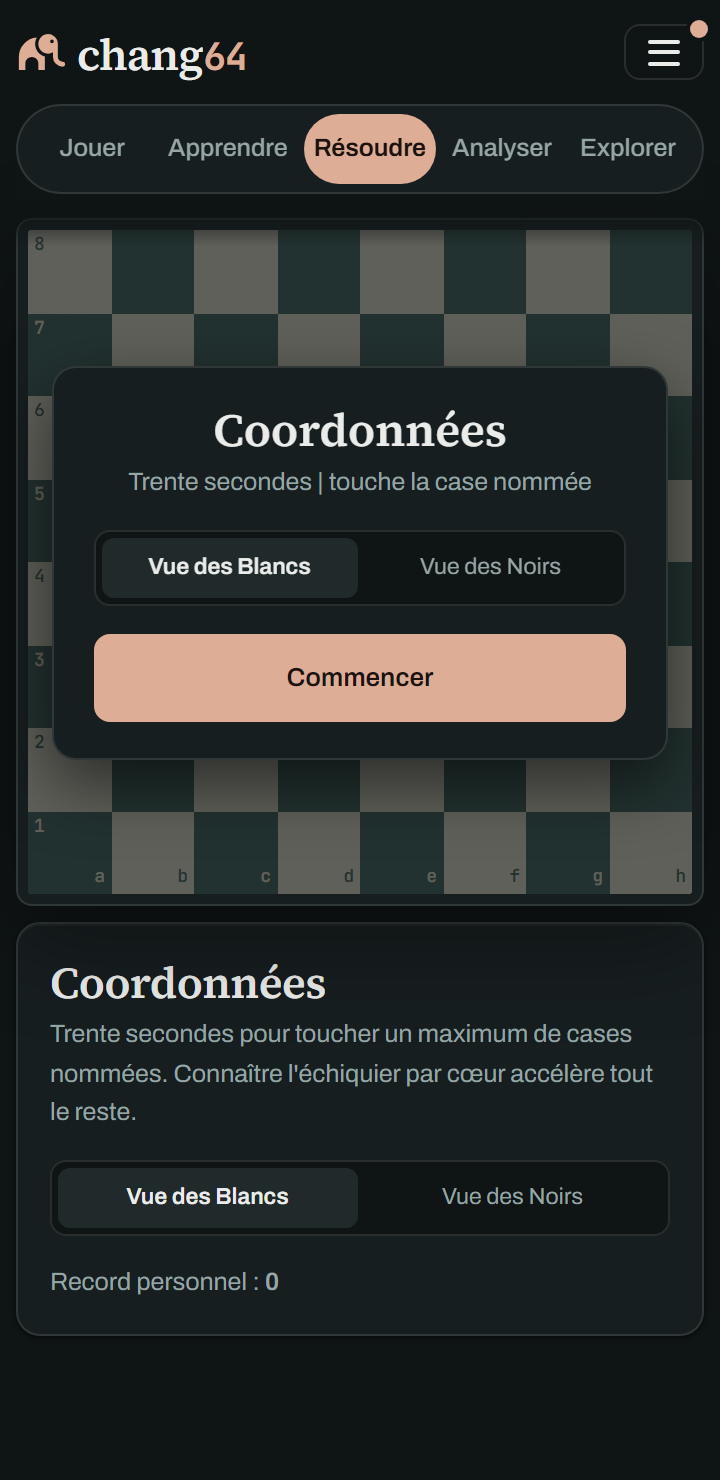 chang64
Jouer Apprendre Résoudre Analyser Explorer
8
7
6
5
4
3
2
1
Coordonnées
Trente secondes | touche la case nommée
Vue des Blancs Vue des Noirs
Commencer
a b c d e f g h
Coordonnées
Trente secondes pour toucher un maximum de cases
nommées. Connaître l'échiquier par cœur accélère tout
le reste.
Vue des Blancs Vue des Noirs
Record personnel : 0